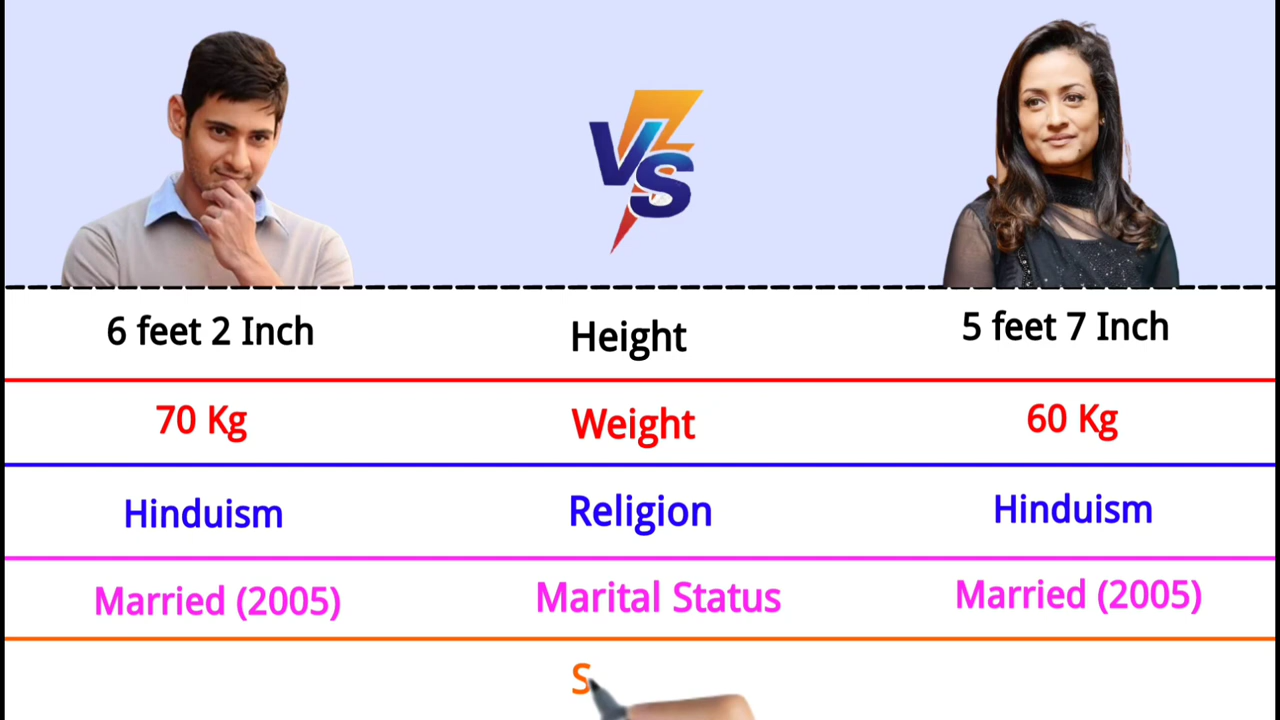 VS
6 feet 2 Inch Height 5 feet 7 Inch
70 Kg Weight 60 Kg
Hinduism Religion Hinduism
Married (2005) Marital Status Married (2005)
S